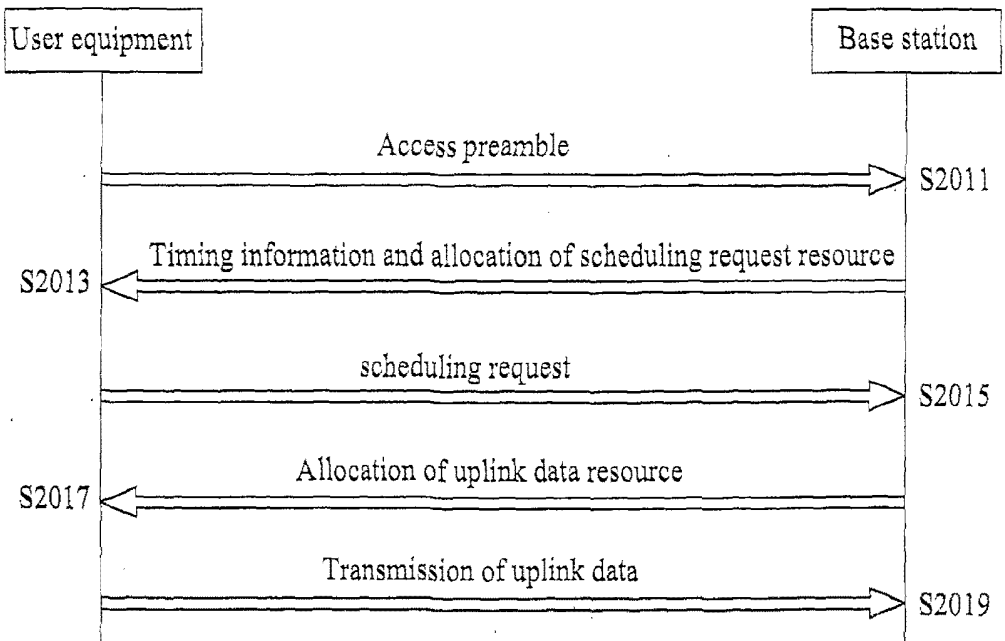 User equipment
Base station
Access preamble
S2011
Timing information and allocation of scheduling request resource
S2013
scheduling request
S2015
Allocation of uplink data resource
S2017
Transmission of uplink data
S2019